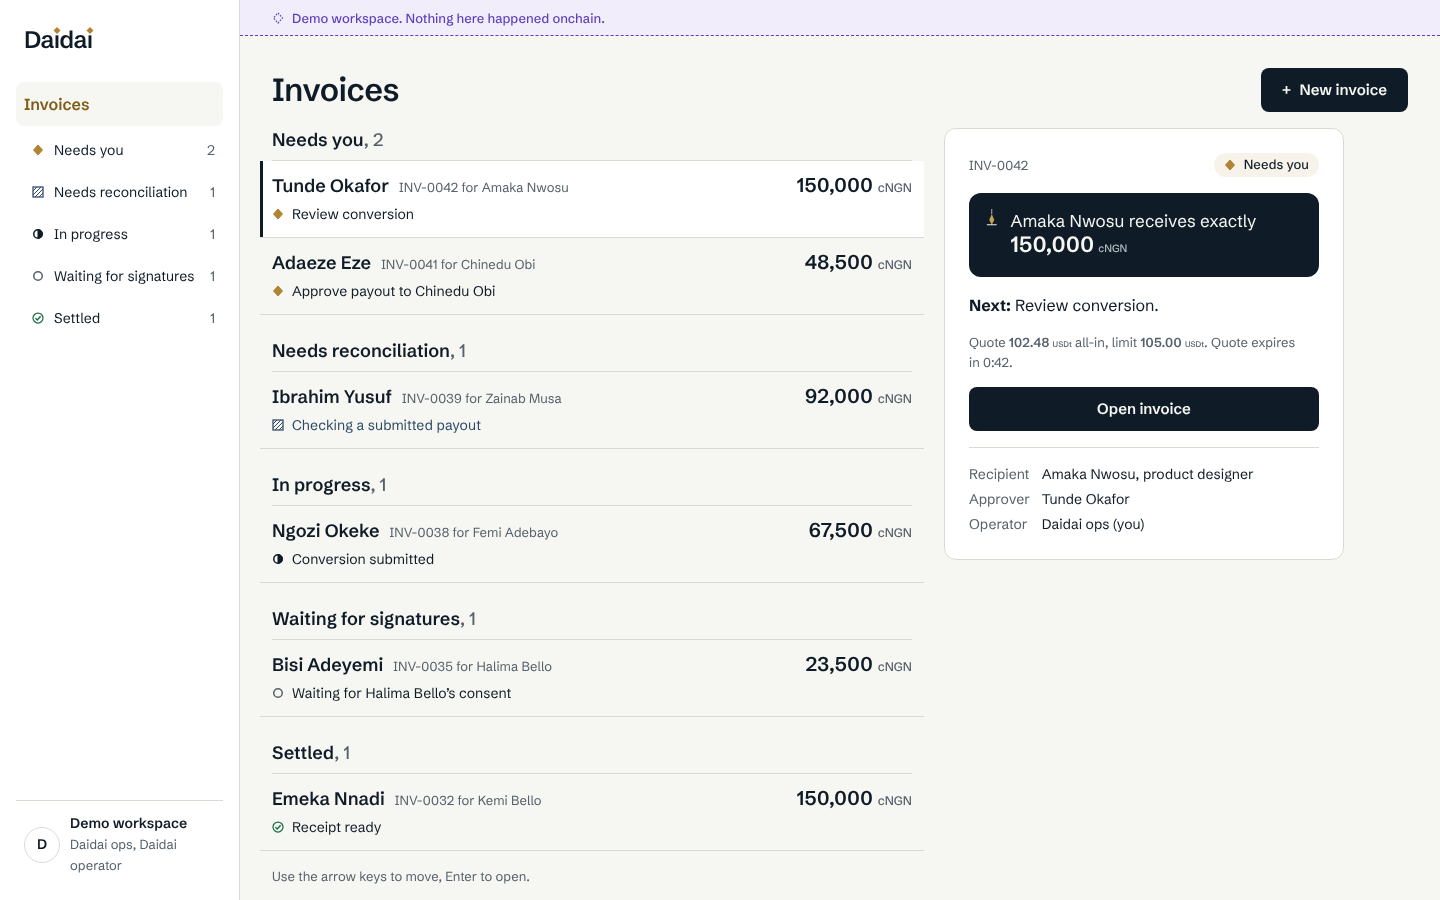 Daidai
Invoices
Needs you 2
Needs reconciliation 1
In progress 1
Waiting for signatures 1
Settled 1
D
Demo workspace
Daidai ops, Daidai
operator
Demo workspace. Nothing here happened onchain.
Invoices
+ New invoice
Needs you, 2
Tunde Okafor INV-0042 for Amaka Nwosu 150,000 cNGN
Review conversion
Adaeze Eze INV-0041 for Chinedu Obi 48,500 cNGN
Approve payout to Chinedu Obi
Needs reconciliation, 1
Ibrahim Yusuf INV-0039 for Zainab Musa 92,000 cNGN
Checking a submitted payout
In progress, 1
Ngozi Okeke INV-0038 for Femi Adebayo 67,500 cNGN
Conversion submitted
Waiting for signatures, 1
Bisi Adeyemi INV-0035 for Halima Bello 23,500 cNGN
Waiting for Halima Bello’s consent
Settled, 1
Emeka Nnadi INV-0032 for Kemi Bello 150,000 cNGN
Receipt ready
Use the arrow keys to move, Enter to open.
INV-0042 Needs you
Amaka Nwosu receives exactly
150,000 cNGN
Next: Review conversion.
Quote 102.48 USDt all-in, limit 105.00 USDt. Quote expires
in 0:42.
Open invoice
Recipient Amaka Nwosu, product designer
Approver Tunde Okafor
Operator Daidai ops (you)